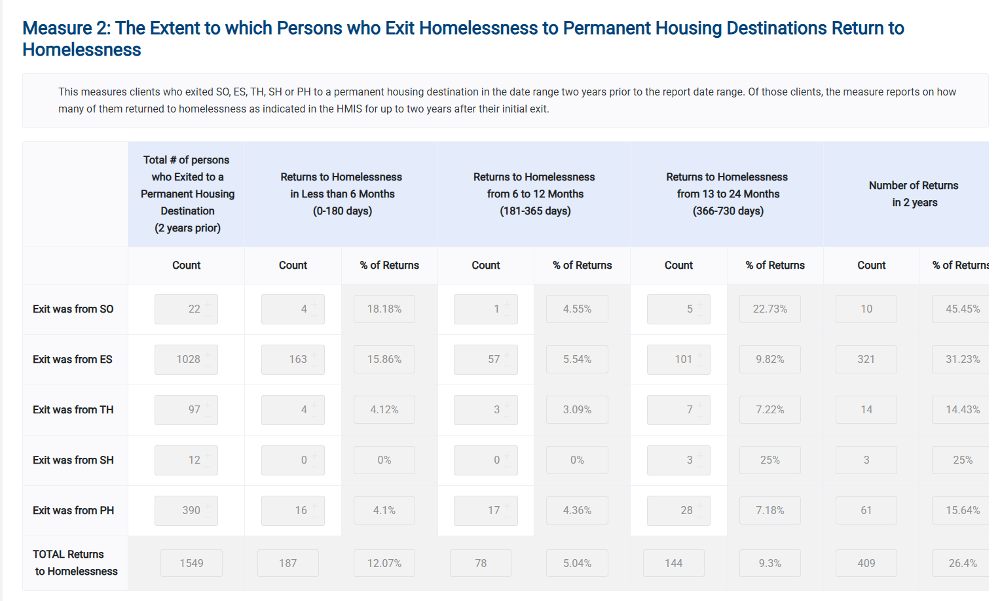 Measure 2: The Extent to which Persons who Exit Homelessness to Permanent Housing Destinations Return to
Homelessness
This measures clients who exited SO, ES, TH, SH or PH to a permanent housing destination in the date range two years prior to the report date range. Of those clients, the measure reports on how
many of them returned to homelessness as indicated in the HMIS for up to two years after their initial exit.
Total # of persons
who Exited to a
Permanent Housing
Destination
(2 years prior)
Returns to Homelessness
in Less than 6 Months
(0-180 days)
Returns to Homelessness
from 6 to 12 Months
(181-365 days)
Returns to Homelessness
from 13 to 24 Months
(366-730 days)
Number of Returns
in 2 years
Count Count % of Returns Count % of Returns Count % of Returns Count % of Returns
Exit was from SO 22 4 18.18% 1 4.55% 5 22.73% 10 45.45%
Exit was from ES 1028 163 15.86% 57 5.54% 101 9.82% 321 31.23%
Exit was from TH 97 4 4.12% 3 3.09% 7 7.22% 14 14.43%
Exit was from SH 12 0 0% 0 0% 3 25% 3 25%
Exit was from PH 390 16 4.1% 17 4.36% 28 7.18% 61 15.64%
TOTAL Returns
to Homelessness 1549 187 12.07% 78 5.04% 144 9.3% 409 26.4%